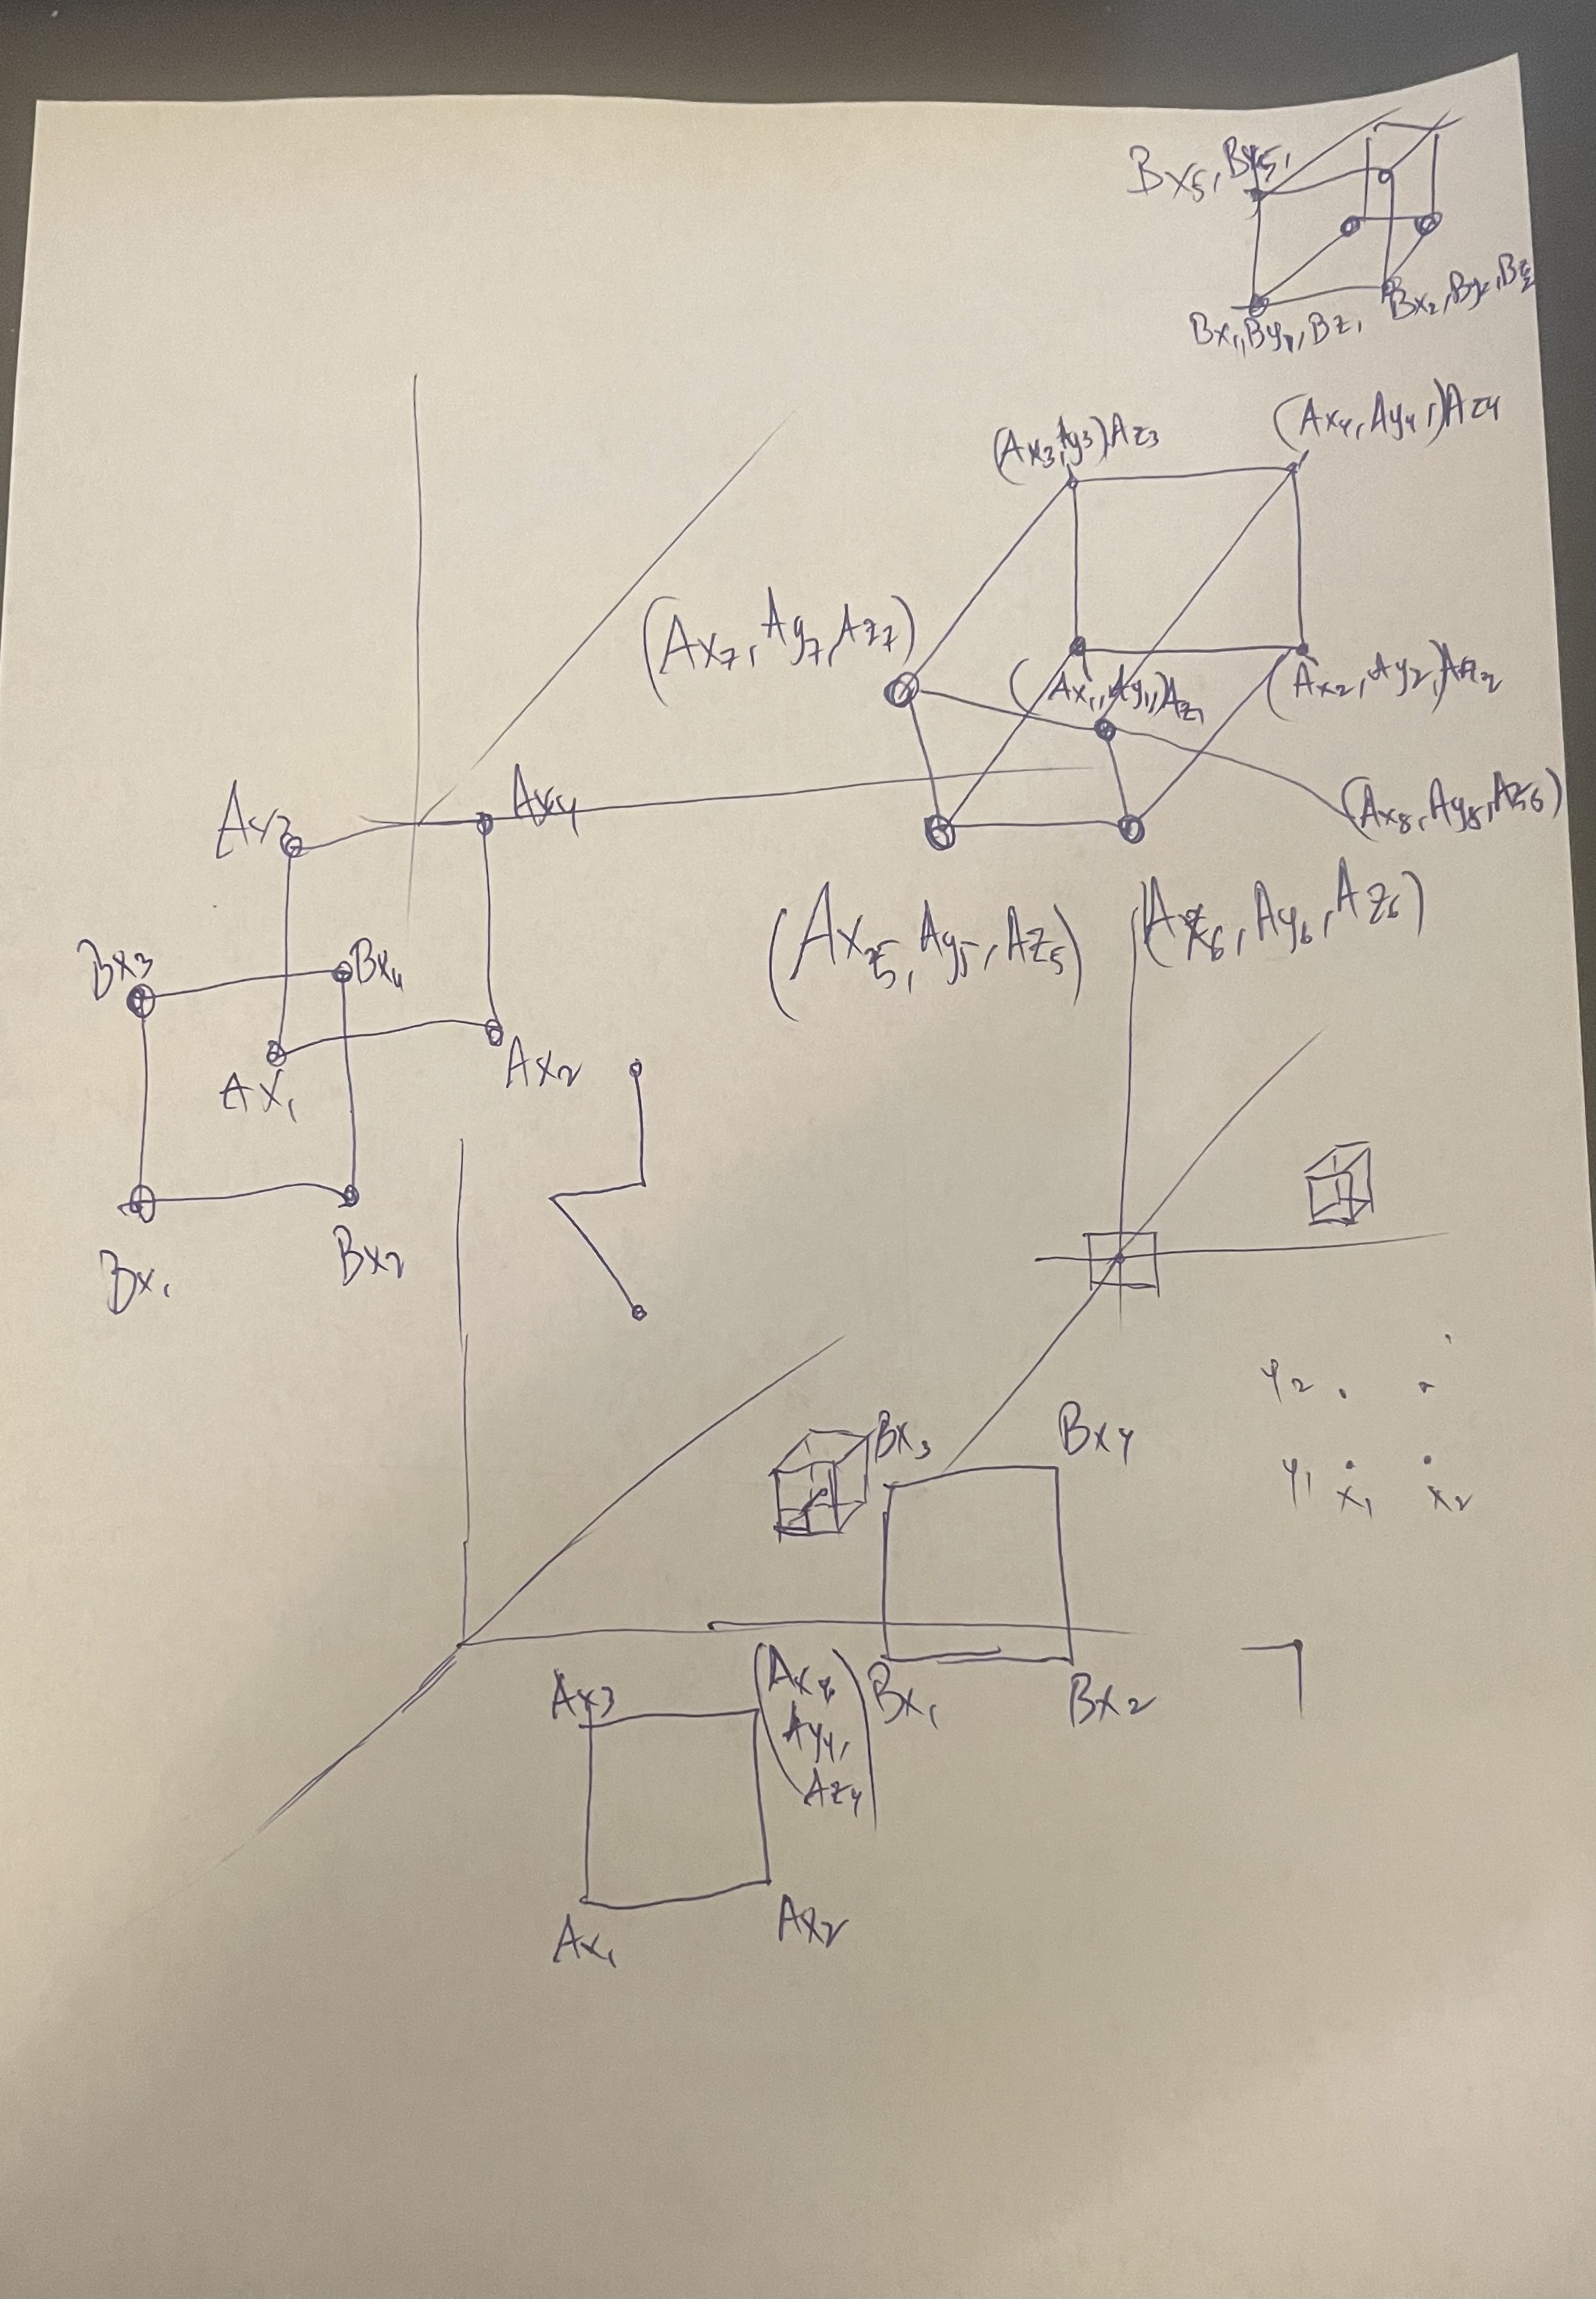 Bx5, By5,
Bx1, By1, Bz1
Bx2, By2, Bz2
(Ax3, Ay3) Az3
(Ax4, Ay4,) Az4
(Ax7, Ay7, Az7)
(Ax1, Ay1,) Az1
(Ax2, Ay2,) Az2
Ax3
Ax4
(Ax8, Ay8, Az6)
(Ax5, Ay5, Az5)
(Ax6, Ay6, Az6)
Bx3
Bx4
Ax1
Ax2
Bx1
Bx2
y2
Bx3
Bx4
y1
x1
x2
Ax3
(Ax4
Ay4,
Az4)
Bx1
Bx2
Ax1
Ax2